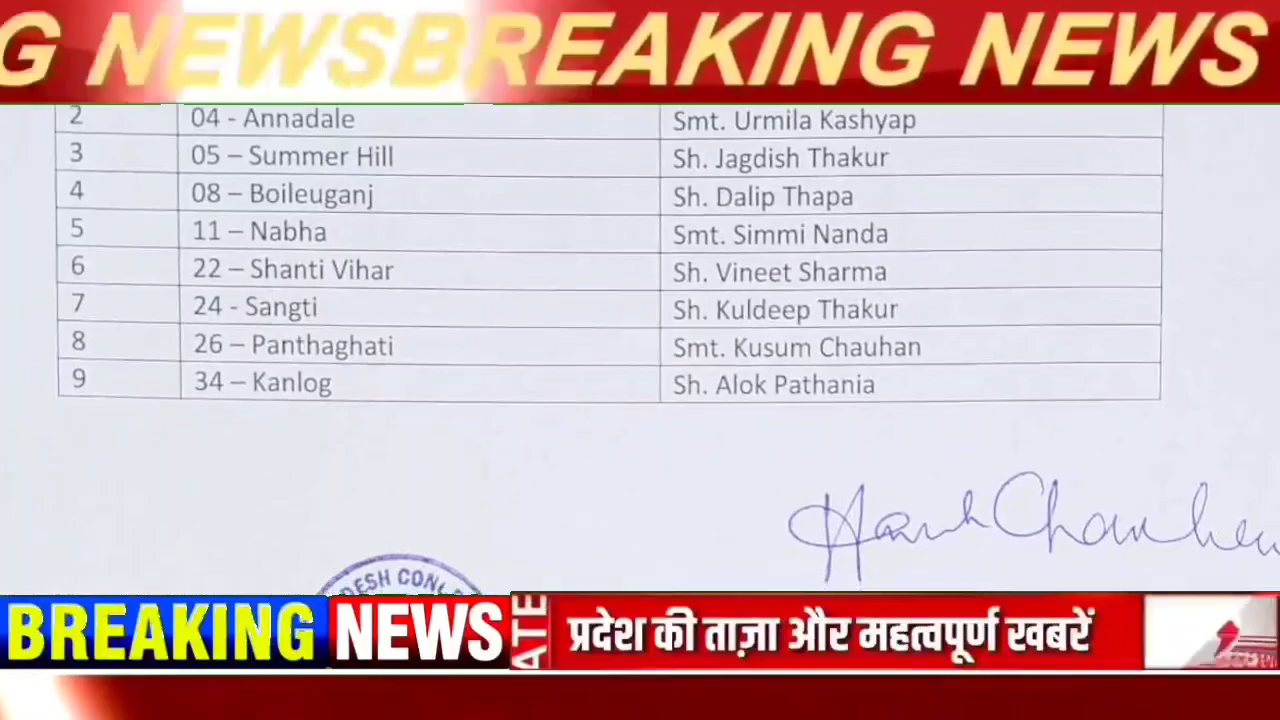 G NEWSBREAKING NEWS
2 04 - Annadale Smt. Urmila Kashyap
3 05 – Summer Hill Sh. Jagdish Thakur
4 08 – Boileuganj Sh. Dalip Thapa
5 11 – Nabha Smt. Simmi Nanda
6 22 – Shanti Vihar Sh. Vineet Sharma
7 24 - Sangti Sh. Kuldeep Thakur
8 26 – Panthaghati Smt. Kusum Chauhan
9 34 – Kanlog Sh. Alok Pathania
BREAKING NEWS ATE प्रदेश की ताज़ा और महत्वपूर्ण खबरें